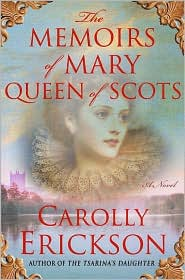 The
MEMOIRS
of MARY
QUEEN of SCOTS
A Novel
CAROLLY
ERICKSON
AUTHOR OF THE TSARINA'S DAUGHTER